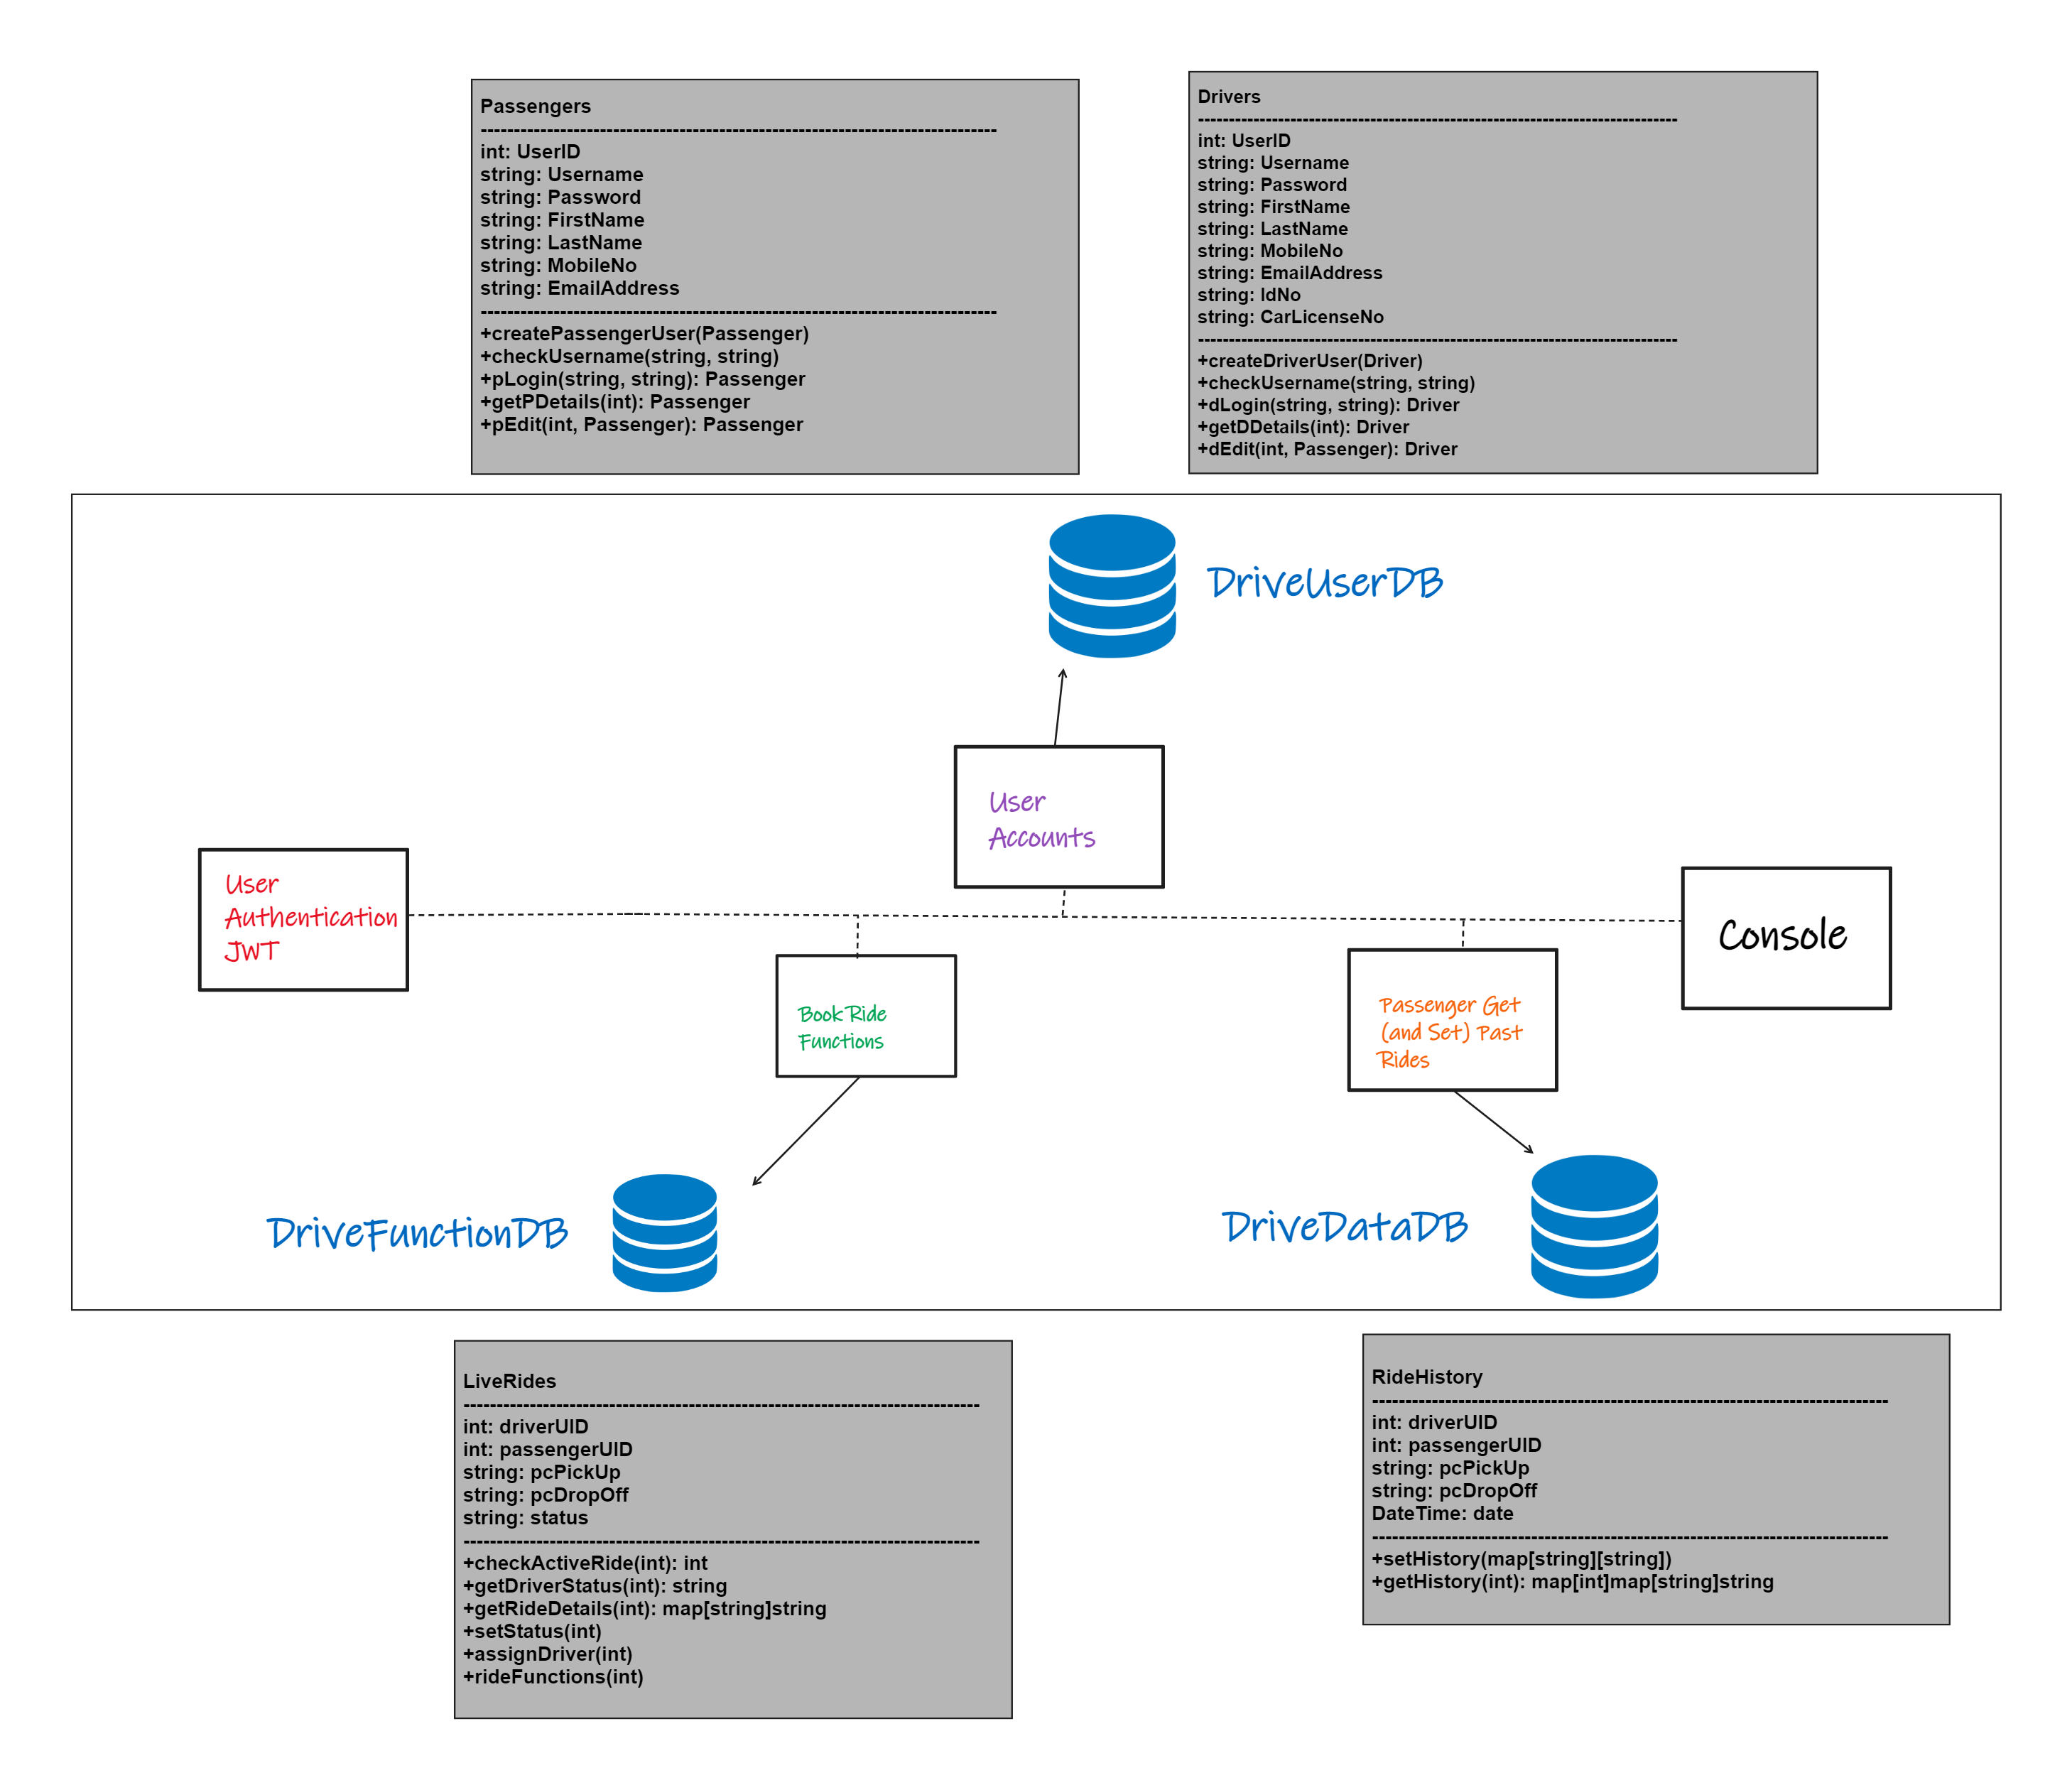 Passengers
--------------------------------------------------------------------------------
int: UserID
string: Username
string: Password
string: FirstName
string: LastName
string: MobileNo
string: EmailAddress
--------------------------------------------------------------------------------
+createPassengerUser(Passenger)
+checkUsername(string, string)
+pLogin(string, string): Passenger
+getPDetails(int): Passenger
+pEdit(int, Passenger): Passenger
Drivers
--------------------------------------------------------------------------------
int: UserID
string: Username
string: Password
string: FirstName
string: LastName
string: MobileNo
string: EmailAddress
string: IdNo
string: CarLicenseNo
--------------------------------------------------------------------------------
+createDriverUser(Driver)
+checkUsername(string, string)
+dLogin(string, string): Driver
+getDDetails(int): Driver
+dEdit(int, Passenger): Driver
DriveUserDB
User
Accounts
User
Authentication
JWT
Console
BookRide
Functions
Passenger Get
(and Set) Past
Rides
DriveFunctionDB
DriveDataDB
LiveRides
--------------------------------------------------------------------------------
int: driverUID
int: passengerUID
string: pcPickUp
string: pcDropOff
string: status
--------------------------------------------------------------------------------
+checkActiveRide(int): int
+getDriverStatus(int): string
+getRideDetails(int): map[string]string
+setStatus(int)
+assignDriver(int)
+rideFunctions(int)
RideHistory
--------------------------------------------------------------------------------
int: driverUID
int: passengerUID
string: pcPickUp
string: pcDropOff
DateTime: date
--------------------------------------------------------------------------------
+setHistory(map[string][string])
+getHistory(int): map[int]map[string]string